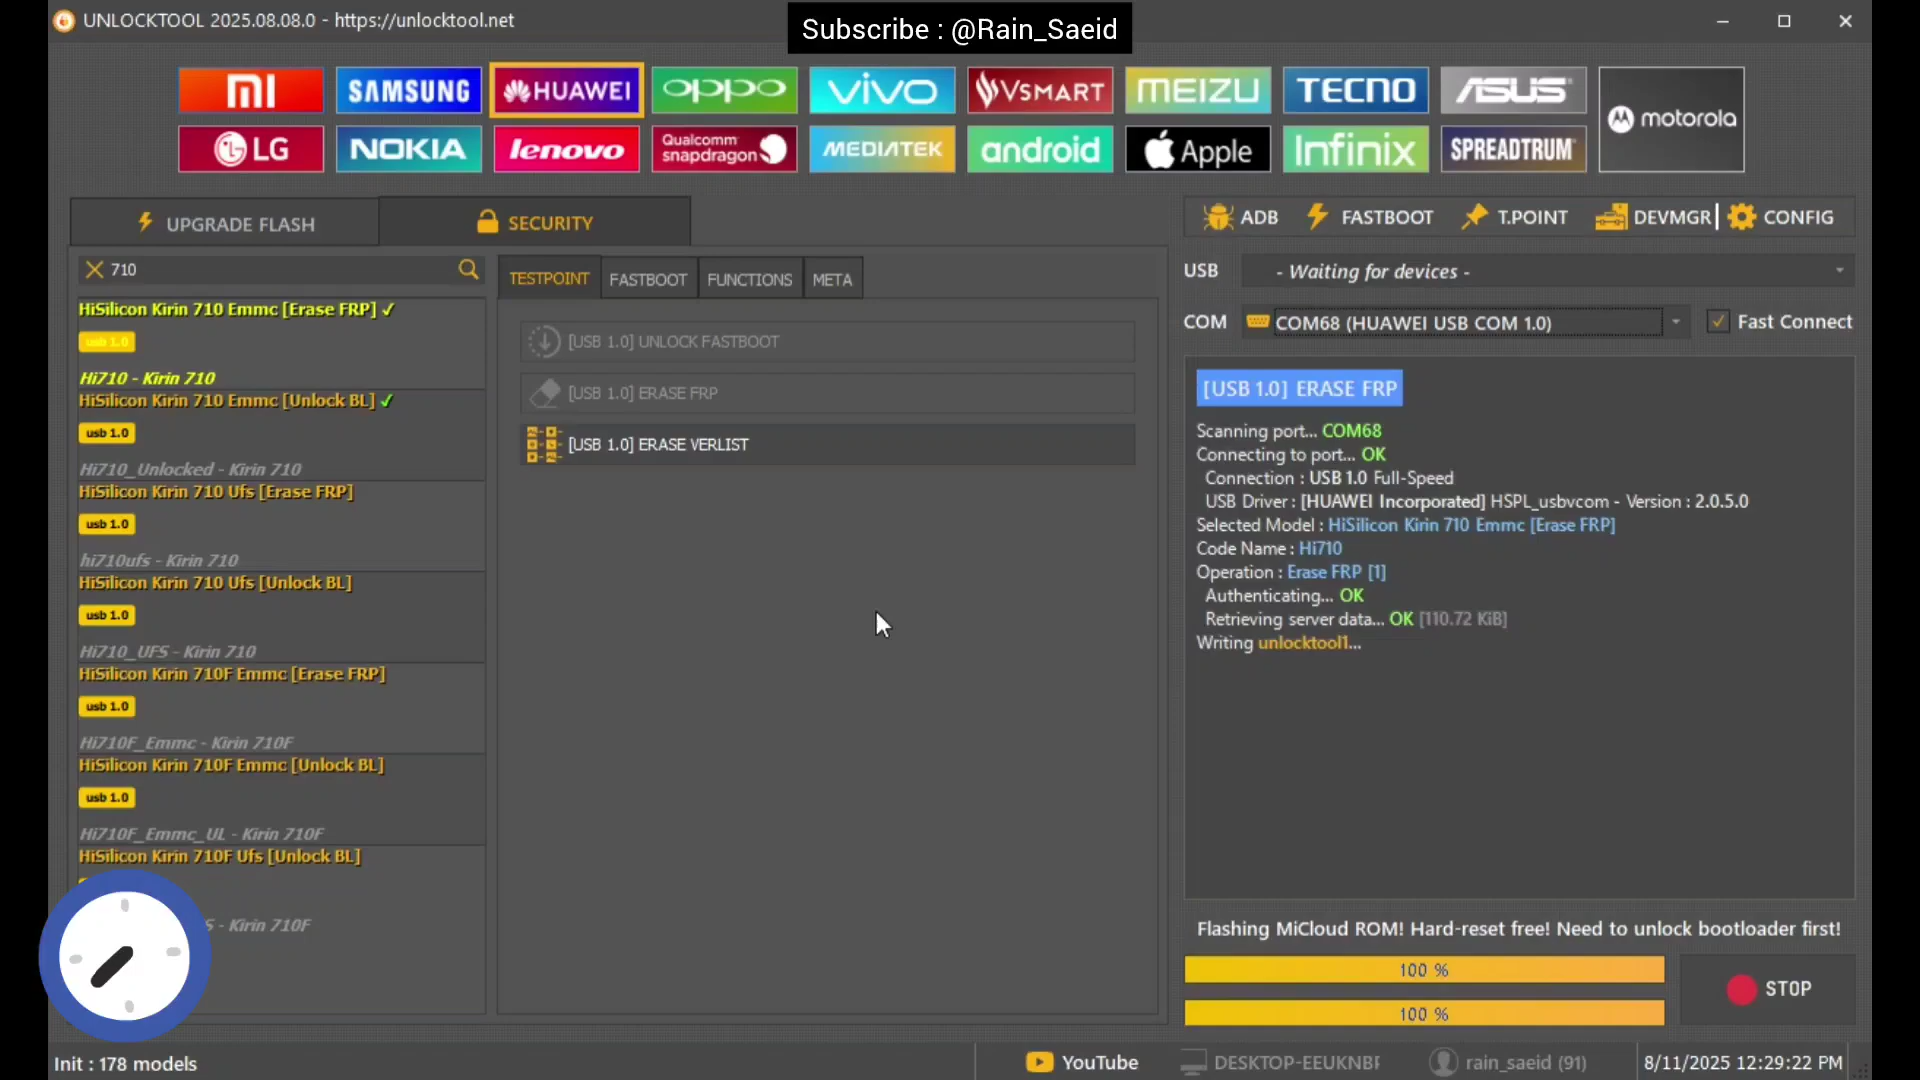 UNLOCKTOOL 2025.08.08.0 - https://unlocktool.net
Subscribe : @Rain_Saeid
MI
SAMSUNG
HUAWEI
oppo
vivo
VSMART
MEIZU
TECNO
ASUS
motorola
LG
NOKIA
lenovo
Qualcomm snapdragon
MEDIATEK
android
Apple
Infinix
SPREADTRUM
UPGRADE FLASH
SECURITY
ADB
FASTBOOT
T.POINT
DEVMGR
CONFIG
710
TESTPOINT
FASTBOOT
FUNCTIONS
META
USB
- Waiting for devices -
COM
COM68 (HUAWEI USB COM 1.0)
Fast Connect
HiSilicon Kirin 710 Emmc [Erase FRP] ✓
usb 1.0
Hi710 - Kirin 710
HiSilicon Kirin 710 Emmc [Unlock BL] ✓
usb 1.0
Hi710_Unlocked - Kirin 710
HiSilicon Kirin 710 Ufs [Erase FRP]
usb 1.0
hi710ufs - Kirin 710
HiSilicon Kirin 710 Ufs [Unlock BL]
usb 1.0
Hi710_UFS - Kirin 710
HiSilicon Kirin 710F Emmc [Erase FRP]
usb 1.0
Hi710F_Emmc - Kirin 710F
HiSilicon Kirin 710F Emmc [Unlock BL]
usb 1.0
Hi710F_Emmc_UL - Kirin 710F
HiSilicon Kirin 710F Ufs [Unlock BL]
S - Kirin 710F
[USB 1.0] UNLOCK FASTBOOT
[USB 1.0] ERASE FRP
[USB 1.0] ERASE VERLIST
[USB 1.0] ERASE FRP
Scanning port... COM68
Connecting to port... OK
Connection : USB 1.0 Full-Speed
USB Driver : [HUAWEI Incorporated] HSPL_usbvcom - Version : 2.0.5.0
Selected Model : HiSilicon Kirin 710 Emmc [Erase FRP]
Code Name : Hi710
Operation : Erase FRP [1]
Authenticating... OK
Retrieving server data... OK [110.72 KiB]
Writing unlocktool1...
Flashing MiCloud ROM! Hard-reset free! Need to unlock bootloader first!
100 %
100 %
STOP
Init : 178 models
YouTube
rain_saeid (91)
8/11/2025 12:29:22 PM